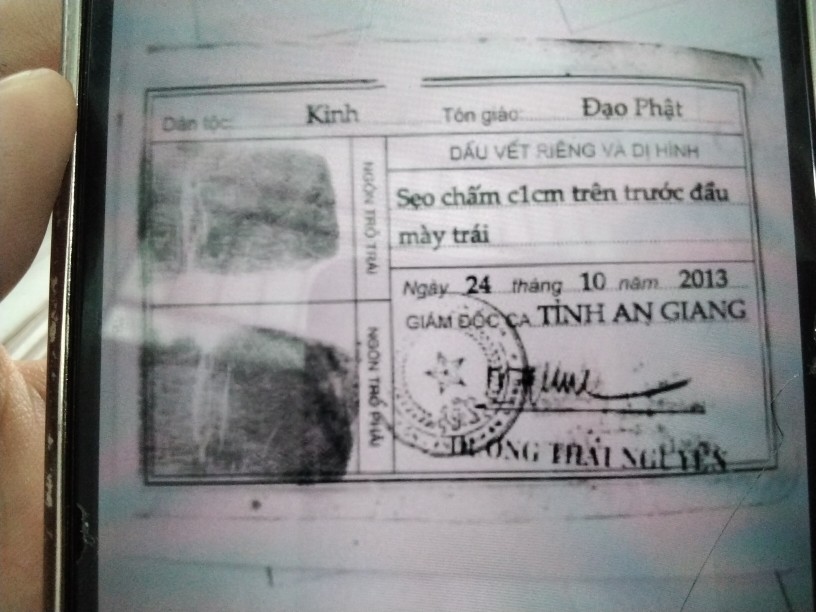 Dân tộc: Kinh Tôn giáo: Đạo Phật
DẤU VẾT RIÊNG VÀ DỊ HÌNH
Sẹo chấm c1cm trên trước đầu
mày trái
NGÓN TRỎ TRÁI
NGÓN TRỎ PHẢI
Ngày 24 tháng 10 năm 2013
GIÁM ĐỐC CA TỈNH AN GIANG
DƯƠNG THÁI NGUYÊN